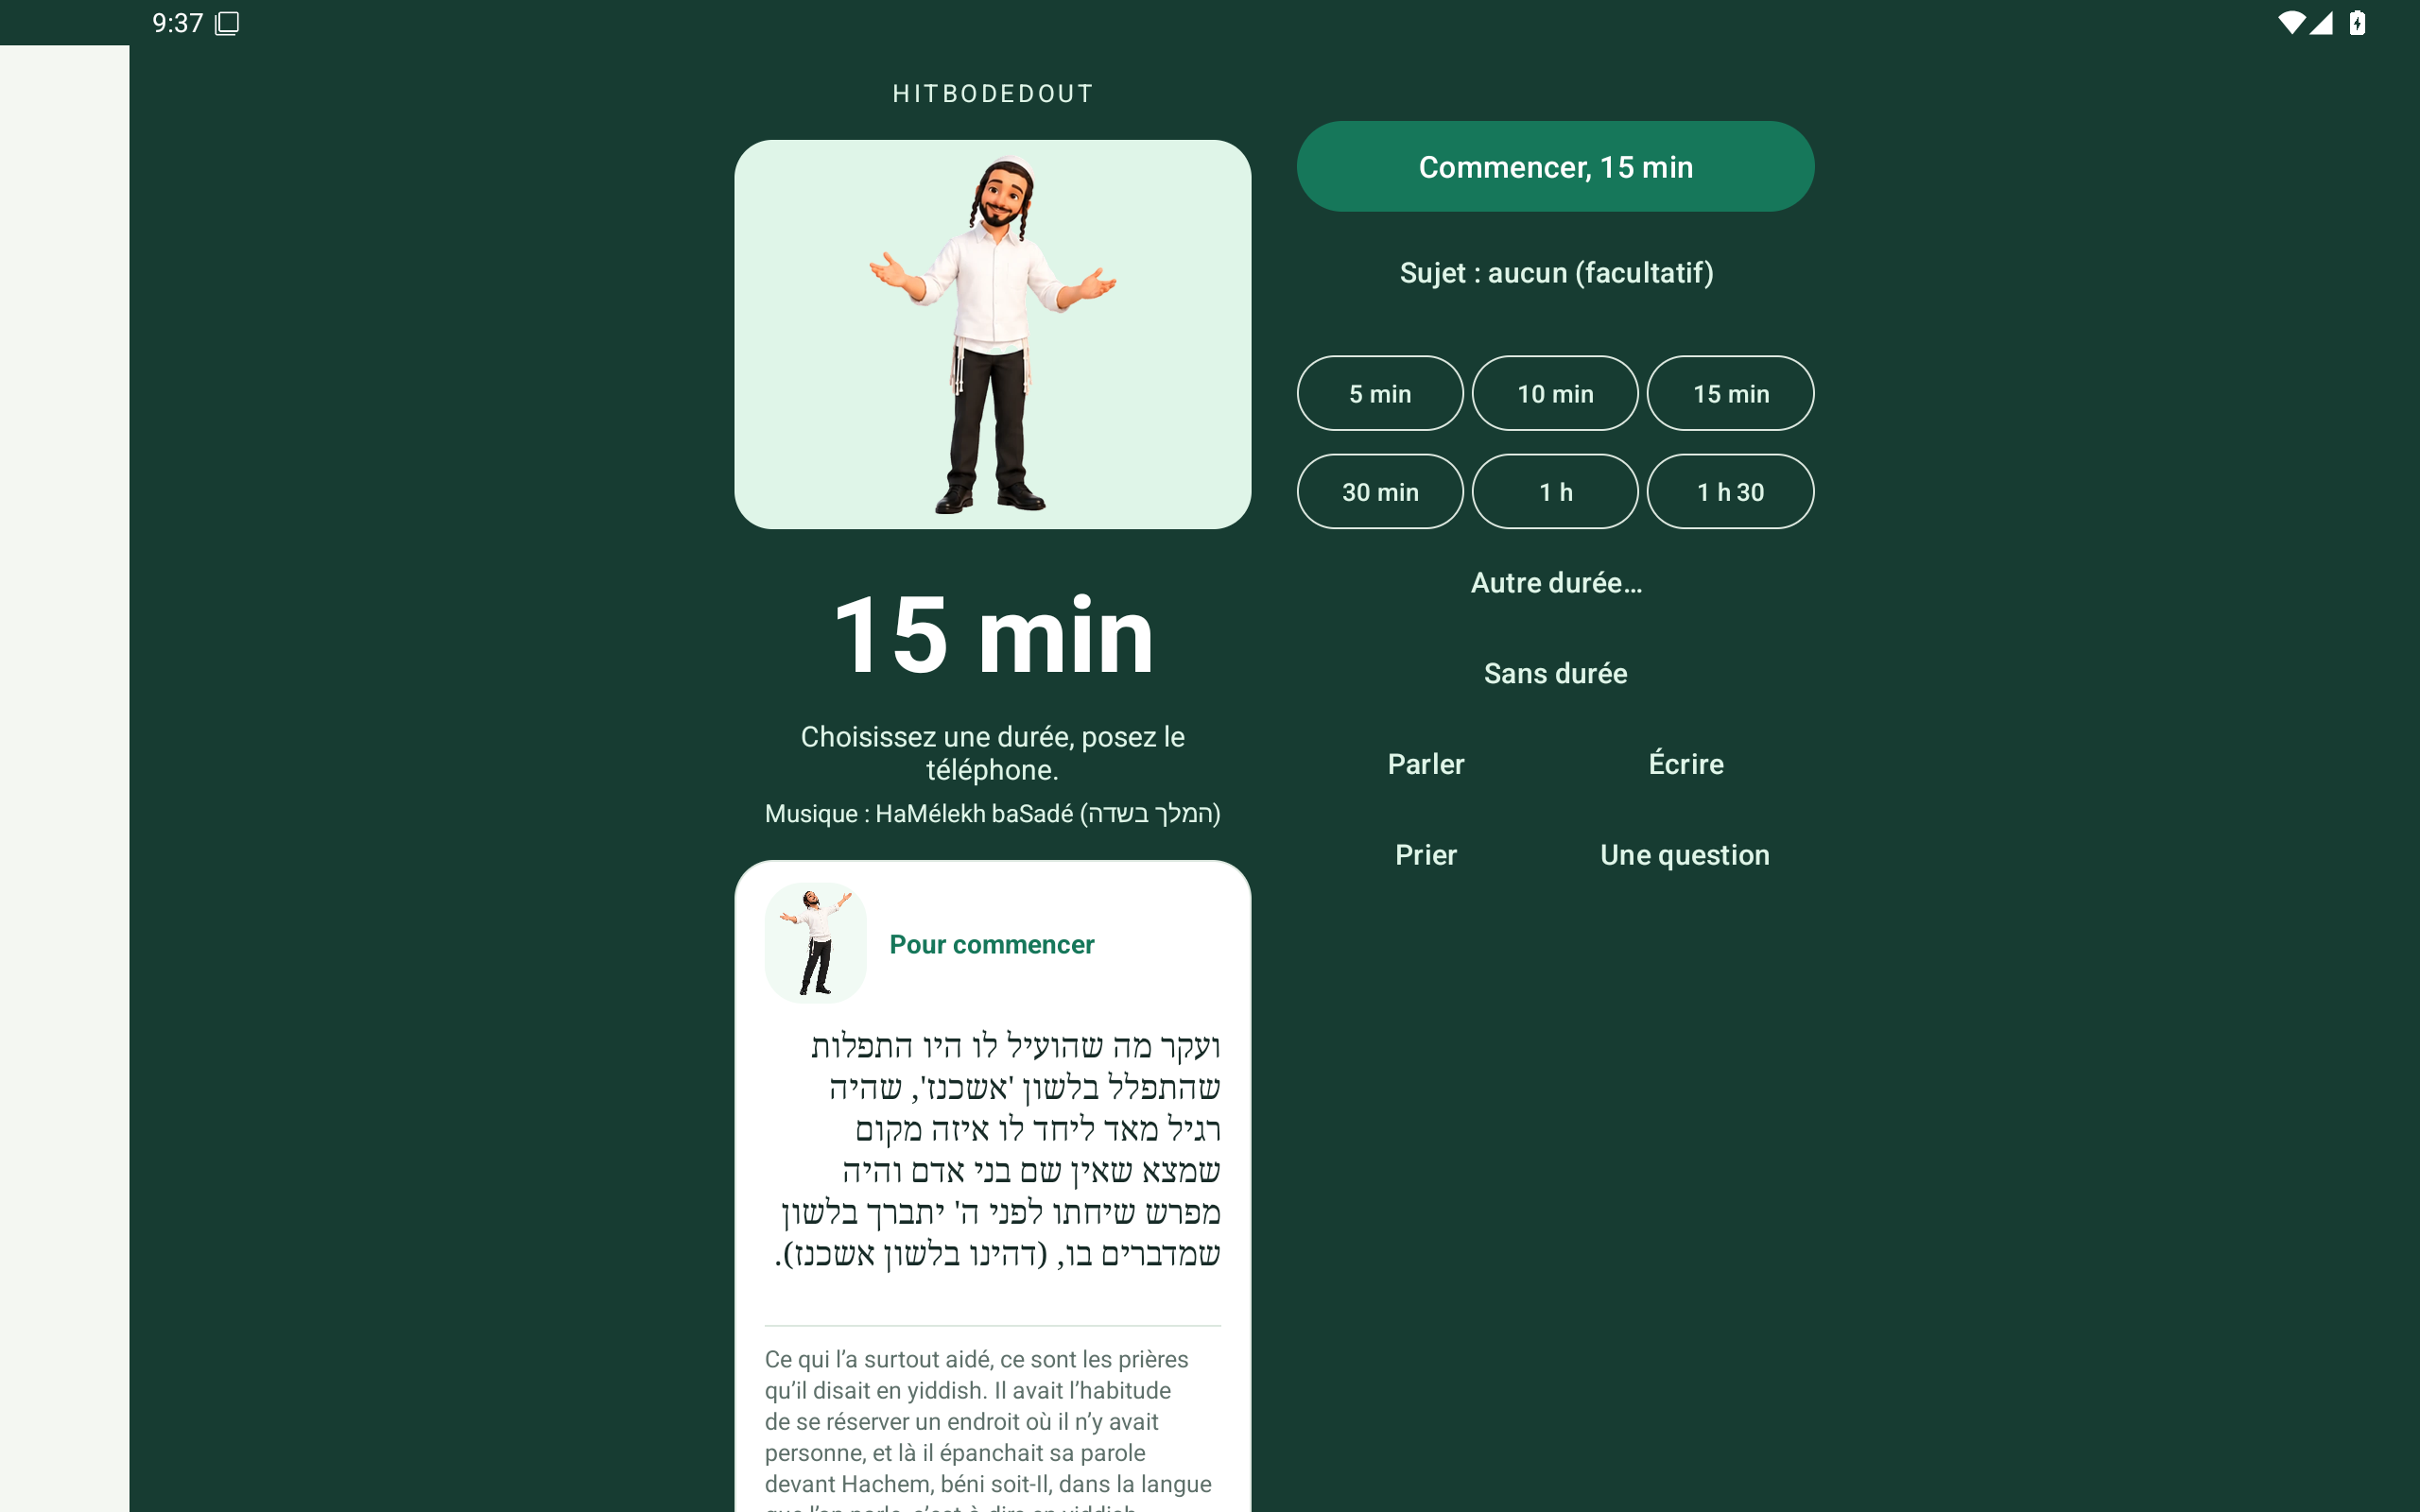 9:37
HITBODEDOUT
15 min
Choisissez une durée, posez le
téléphone.
Musique : HaMélekh baSadé (המלך בשדה)
Pour commencer
ועקר מה שהועיל לו היו התפלות
שהתפלל בלשון 'אשכנז', שהיה
רגיל מאד ליחד לו איזה מקום
שמצא שאין שם בני אדם והיה
מפרש שיחתו לפני ה' יתברך בלשון
שמדברים בו, (דהינו בלשון אשכנז).
Ce qui l’a surtout aidé, ce sont les prières
qu’il disait en yiddish. Il avait l’habitude
de se réserver un endroit où il n’y avait
personne, et là il épanchait sa parole
devant Hachem, béni soit-Il, dans la langue
Commencer, 15 min
Sujet : aucun (facultatif)
5 min 10 min 15 min
30 min 1 h 1 h 30
Autre durée…
Sans durée
Parler Écrire
Prier Une question